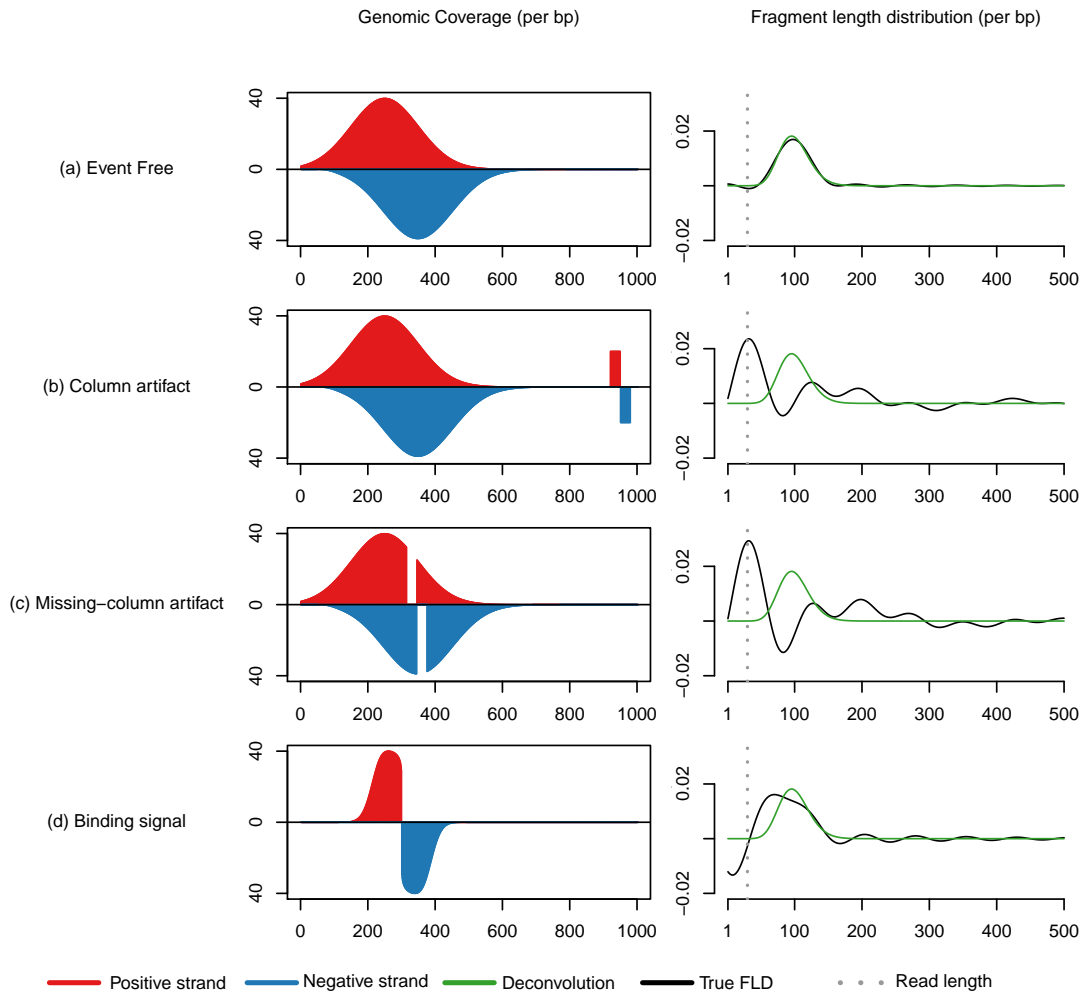 Genomic Coverage (per bp)
Fragment length distribution (per bp)
(a) Event Free
40
0
40
0 200 400 600 800 1000
0.02
−0.02
1 100 200 300 400 500
(b) Column artifact
40
0
40
0 200 400 600 800 1000
0.02
−0.02
1 100 200 300 400 500
(c) Missing−column artifact
40
0
40
0 200 400 600 800 1000
0.02
−0.02
1 100 200 300 400 500
(d) Binding signal
40
0
40
0 200 400 600 800 1000
0.02
−0.02
1 100 200 300 400 500
Positive strand Negative strand Deconvolution True FLD Read length